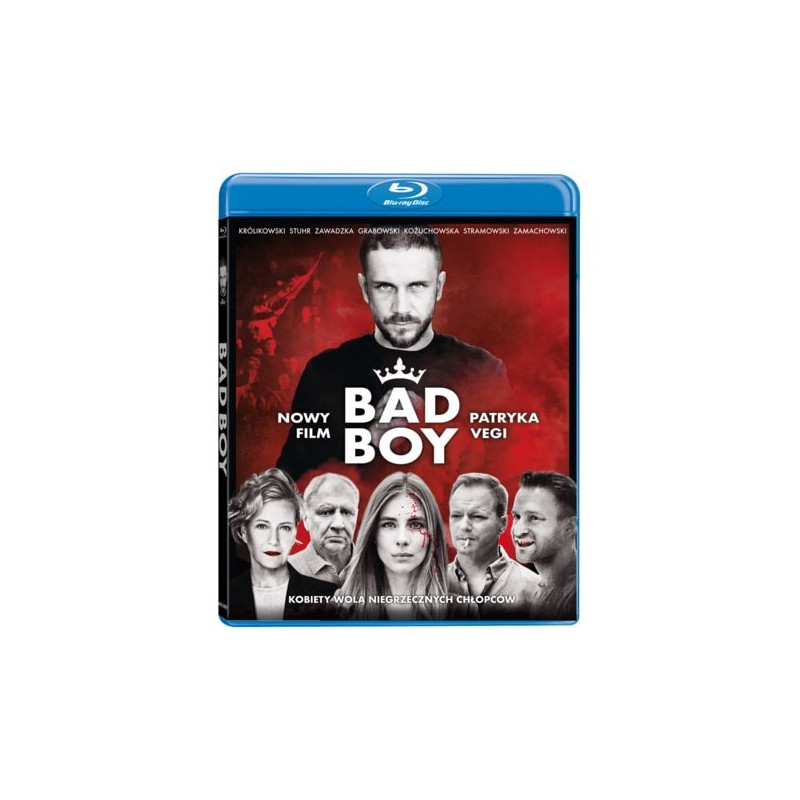 Blu-ray Disc
KRÓLIKOWSKI STUHR ZAWADZKA GRABOWSKI KOŻUCHOWSKA STRAMOWSKI ZAMACHOWSKI
BAD BOY
NOWY FILM
BAD BOY
PATRYKA VEGI
KOBIETY WOLĄ NIEGRZECZNYCH CHŁOPCÓW